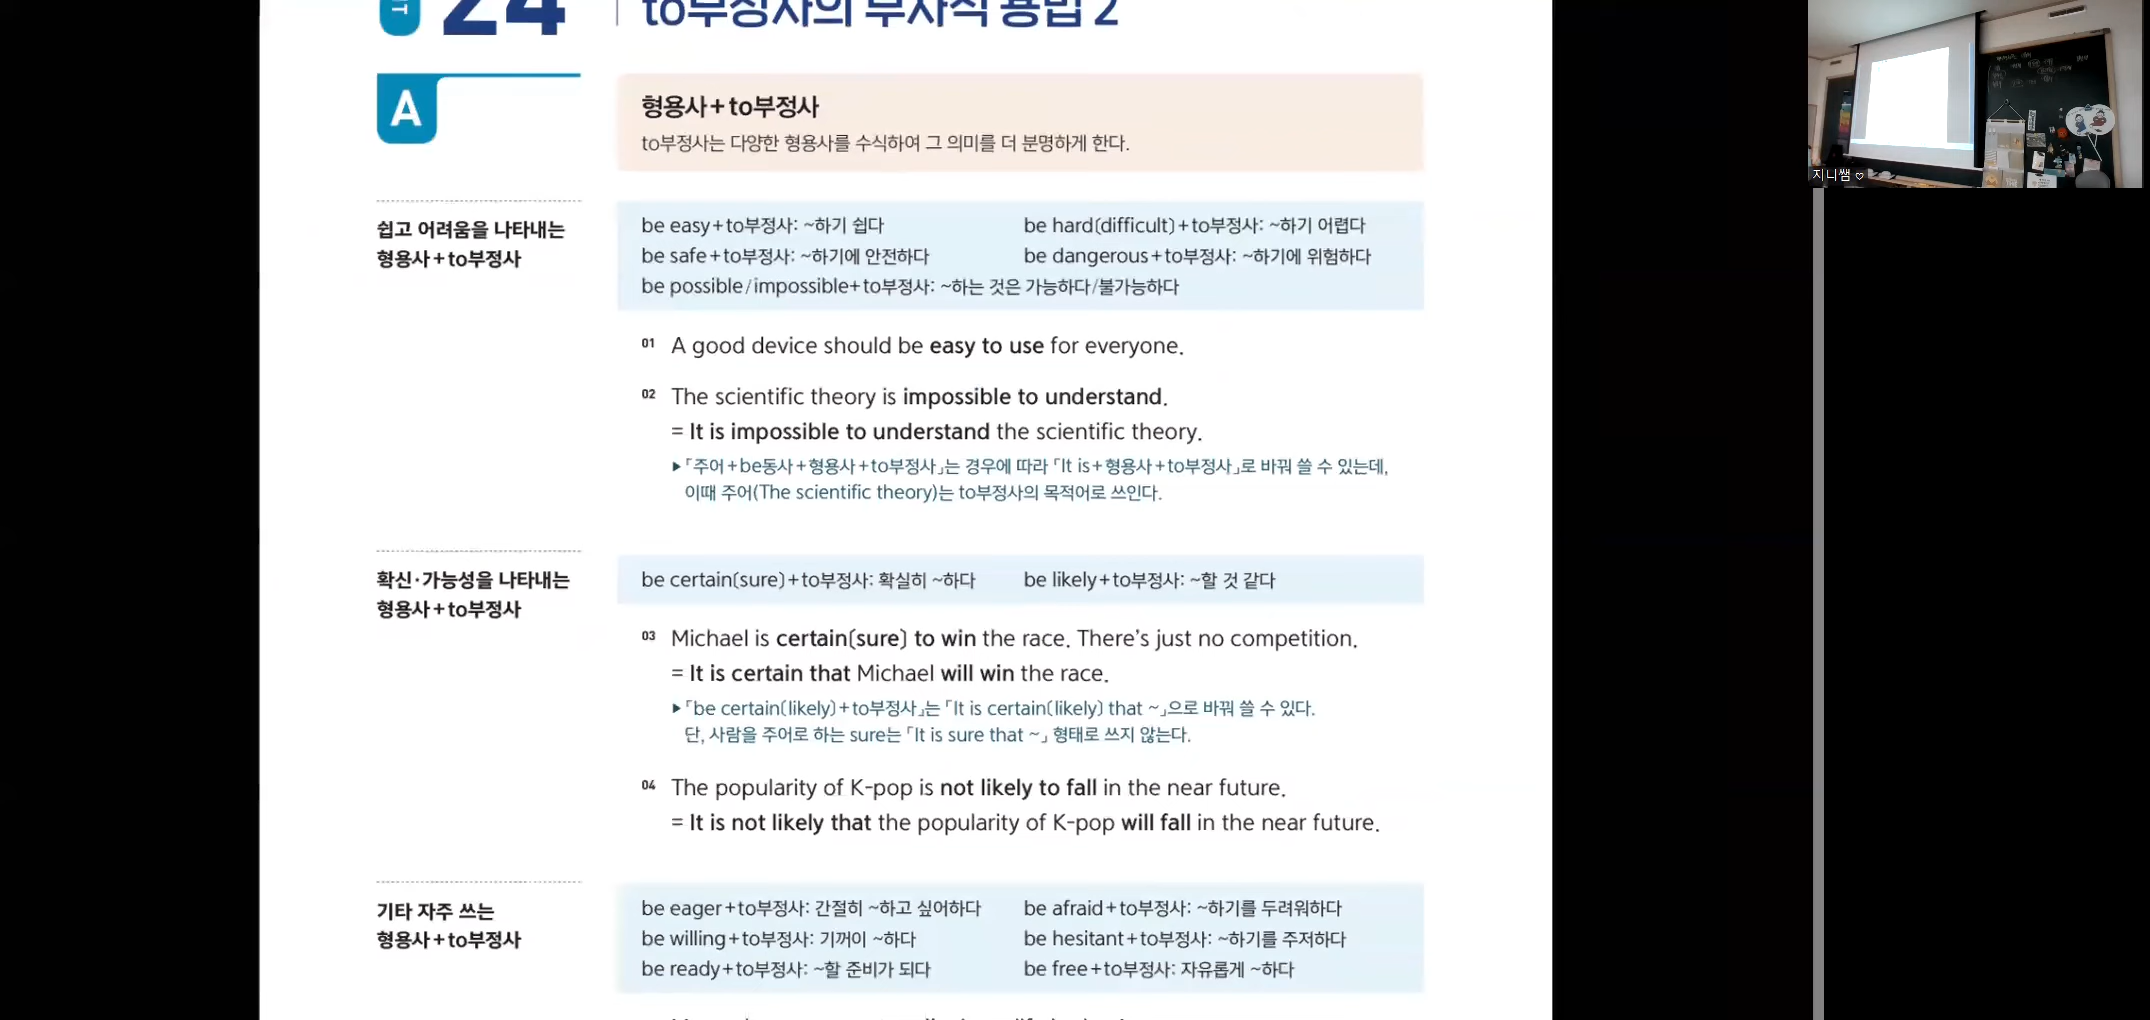 24
to부정사의 부사적 용법 2
A
형용사+to부정사
to부정사는 다양한 형용사를 수식하여 그 의미를 더 분명하게 한다.
쉽고 어려움을 나타내는
형용사+to부정사
be easy+to부정사: ~하기 쉽다
be hard(difficult)+to부정사: ~하기 어렵다
be safe+to부정사: ~하기에 안전하다
be dangerous+to부정사: ~하기에 위험하다
be possible/impossible+to부정사: ~하는 것은 가능하다/불가능하다
01 A good device should be easy to use for everyone.
02 The scientific theory is impossible to understand.
= It is impossible to understand the scientific theory.
▶「주어+be동사+형용사+to부정사」는 경우에 따라 「It is+형용사+to부정사」로 바꿔 쓸 수 있는데,
이때 주어(The scientific theory)는 to부정사의 목적어로 쓰인다.
확신·가능성을 나타내는
형용사+to부정사
be certain(sure)+to부정사: 확실히 ~하다
be likely+to부정사: ~할 것 같다
03 Michael is certain(sure) to win the race. There's just no competition.
= It is certain that Michael will win the race.
▶「be certain(likely)+to부정사」는 「It is certain(likely) that ~」으로 바꿔 쓸 수 있다.
단, 사람을 주어로 하는 sure는 「It is sure that ~」 형태로 쓰지 않는다.
04 The popularity of K-pop is not likely to fall in the near future.
= It is not likely that the popularity of K-pop will fall in the near future.
기타 자주 쓰는
형용사+to부정사
be eager+to부정사: 간절히 ~하고 싶어하다
be afraid+to부정사: ~하기를 두려워하다
be willing+to부정사: 기꺼이 ~하다
be hesitant+to부정사: ~하기를 주저하다
be ready+to부정사: ~할 준비가 되다
be free+to부정사: 자유롭게 ~하다
지니쌤 ♡